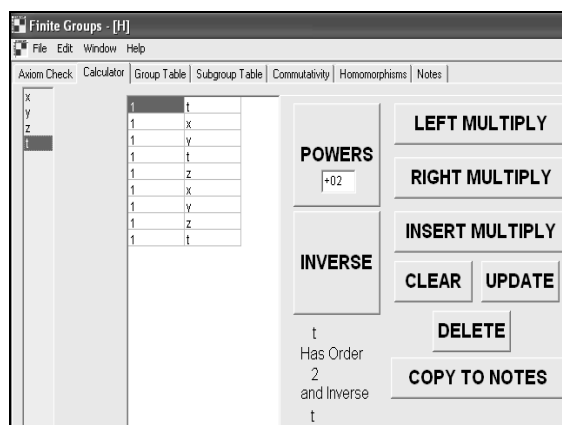 Finite Groups - [H]
File Edit Window Help
Axiom Check Calculator Group Table Subgroup Table Commutativity Homomorphisms Notes
x
y
z
t
1 t
1 x
1 y
1 t
1 z
1 x
1 y
1 z
1 t
POWERS
+02
INVERSE
t
Has Order
2
and Inverse
t
LEFT MULTIPLY
RIGHT MULTIPLY
INSERT MULTIPLY
CLEAR UPDATE
DELETE
COPY TO NOTES